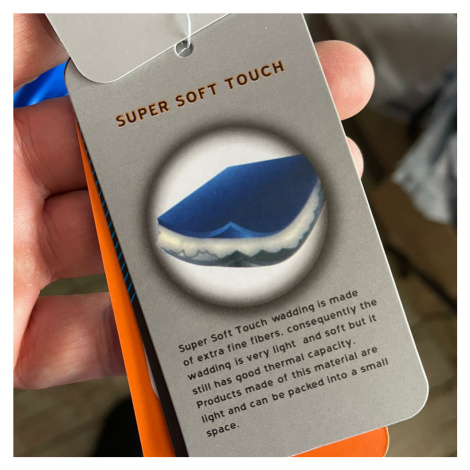 SUPER SOFT TOUCH
Super Soft Touch wadding is made
of extra fine fibers, consequently the
wadding is very light and soft but it
still has good thermal capacity.
Products made of this material are
light and can be packed into a small
space.